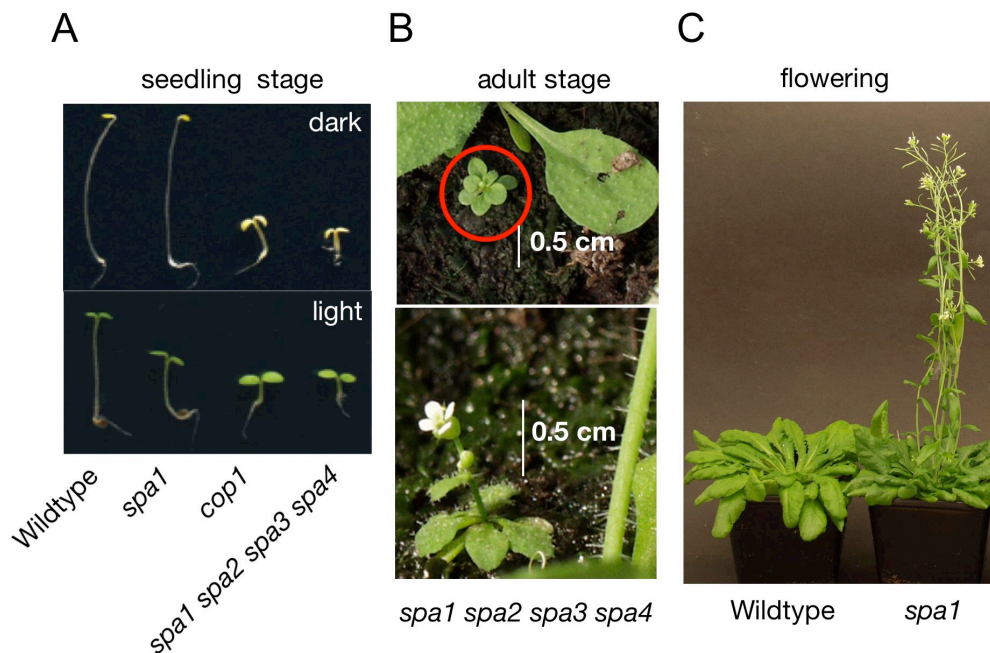 A
seedling stage
dark
light
Wildtype
spa1
cop1
spa1 spa2 spa3 spa4
B
adult stage
0.5 cm
0.5 cm
spa1 spa2 spa3 spa4
C
flowering
Wildtype
spa1